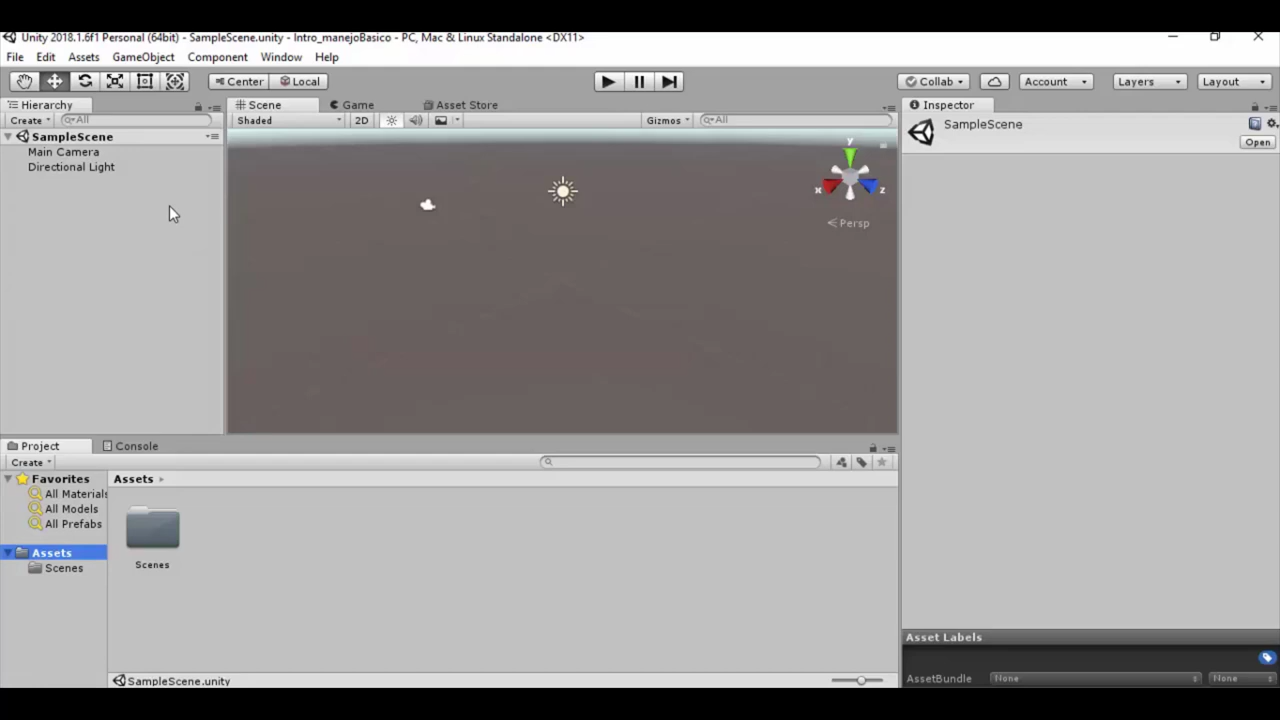 Unity 2018.1.6f1 Personal (64bit) - SampleScene.unity - Intro_manejoBasico - PC, Mac & Linux Standalone <DX11>
File Edit Assets GameObject Component Window Help
Center Local Collab Account Layers Layout
Hierarchy
Create All
SampleScene
Main Camera
Directional Light
Scene Game Asset Store
Shaded 2D Gizmos All
y
x z
Persp
Inspector
SampleScene
Open
Project Console
Create
Favorites
All Materials
All Models
All Prefabs
Assets
Scenes
Assets
Scenes
SampleScene.unity
Asset Labels
AssetBundle None None